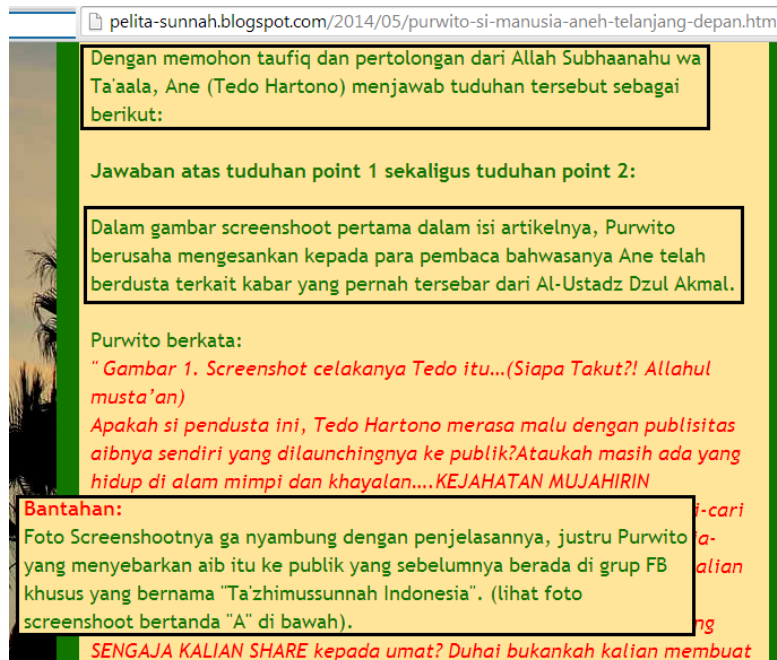 pelita-sunnah.blogspot.com/2014/05/purwito-si-manusia-aneh-telanjang-depan.htm
Dengan memohon taufiq dan pertolongan dari Allah Subhaanahu wa
Ta'aala, Ane (Tedo Hartono) menjawab tuduhan tersebut sebagai
berikut:
Jawaban atas tuduhan point 1 sekaligus tuduhan point 2:
Dalam gambar screenshoot pertama dalam isi artikelnya, Purwito
berusaha mengesankan kepada para pembaca bahwasanya Ane telah
berdusta terkait kabar yang pernah tersebar dari Al-Ustadz Dzul Akmal.
Purwito berkata:
" Gambar 1. Screenshot celakanya Tedo itu...(Siapa Takut?! Allahul
musta’an)
Apakah si pendusta ini, Tedo Hartono merasa malu dengan publisitas
aibnya sendiri yang dilaunchingnya ke publik?Ataukah masih ada yang
hidup di alam mimpi dan khayalan....KEJAHATAN MUJAHIRIN
i-cari
Bantahan:
Foto Screenshootnya ga nyambung dengan penjelasannya, justru Purwito
ia-
yang menyebarkan aib itu ke publik yang sebelumnya berada di grup FB
alian
khusus yang bernama "Ta'zhimussunnah Indonesia". (lihat foto
screenshoot bertanda "A" di bawah).
ng
SENGAJA KALIAN SHARE kepada umat? Duhai bukankah kalian membuat